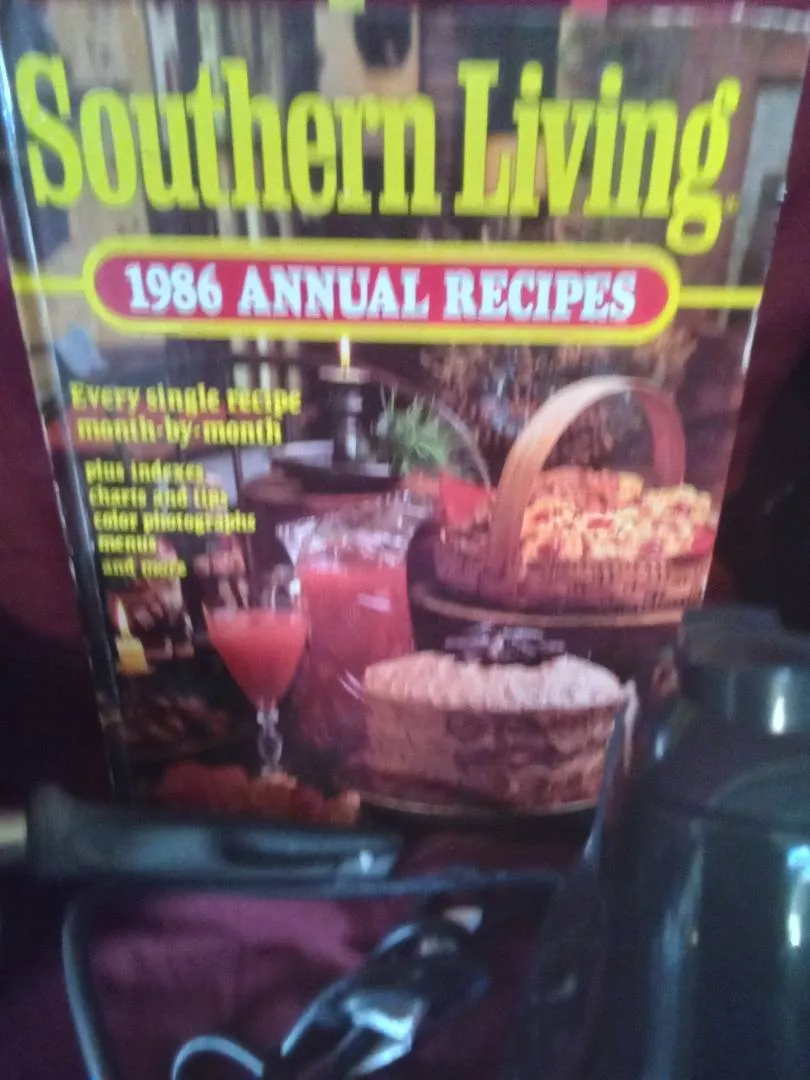 Southern Living
1986 ANNUAL RECIPES
Every single recipe
month-by-month
plus indexes
charts and tips
color photographs
menus
and more